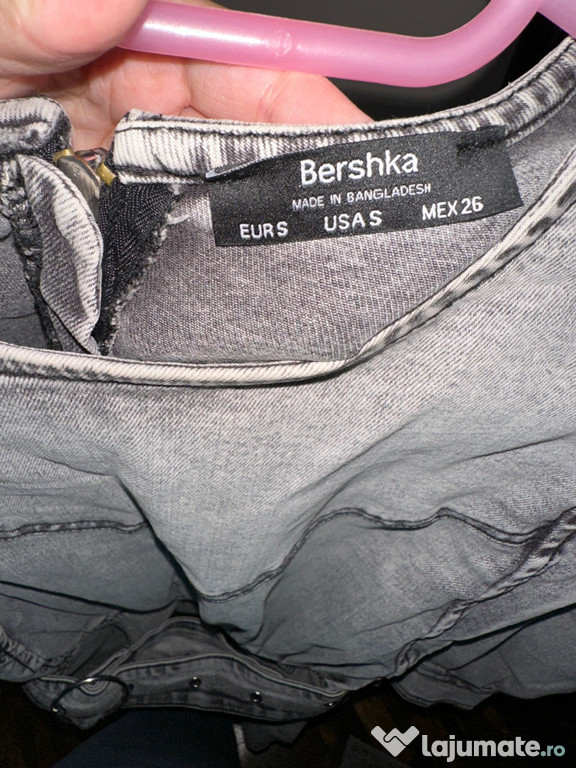 Bershka
MADE IN BANGLADESH
EUR S USA S MEX 26
lajumate.ro